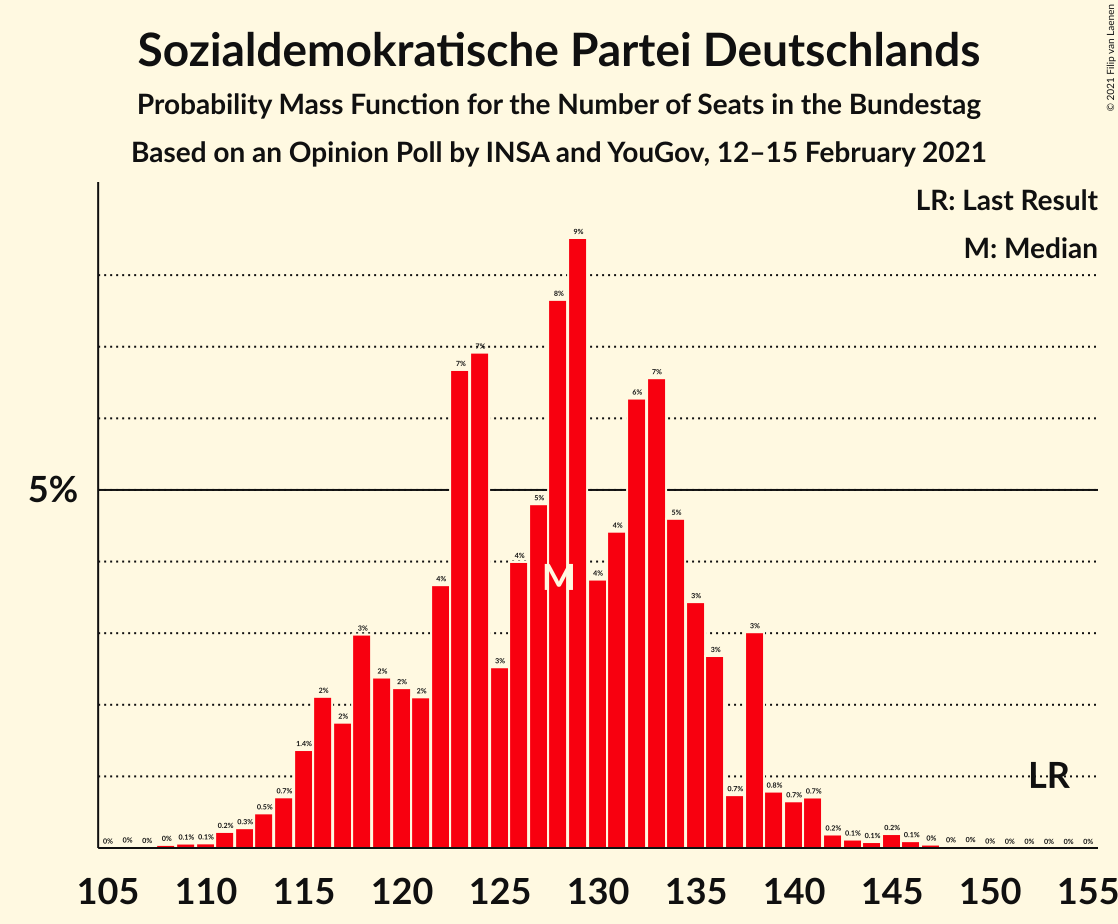 Sozialdemokratische Partei Deutschlands
Probability Mass Function for the Number of Seats in the Bundestag
Based on an Opinion Poll by INSA and YouGov, 12–15 February 2021
© 2021 Filip van Laenen
LR: Last Result
M: Median
5%
0% 0% 0% 0% 0.1% 0.1% 0.2% 0.3% 0.5% 0.7% 1.4% 2% 2% 3% 2% 2% 2% 4% 7% 7% 3% 4% 5% 8% 9% 4% 4% 6% 7% 5% 3% 3% 0.7% 3% 0.8% 0.7% 0.7% 0.2% 0.1% 0.1% 0.2% 0.1% 0% 0% 0% 0% 0% 0% 0% 0% 0%
M
LR
105 110 115 120 125 130 135 140 145 150 155